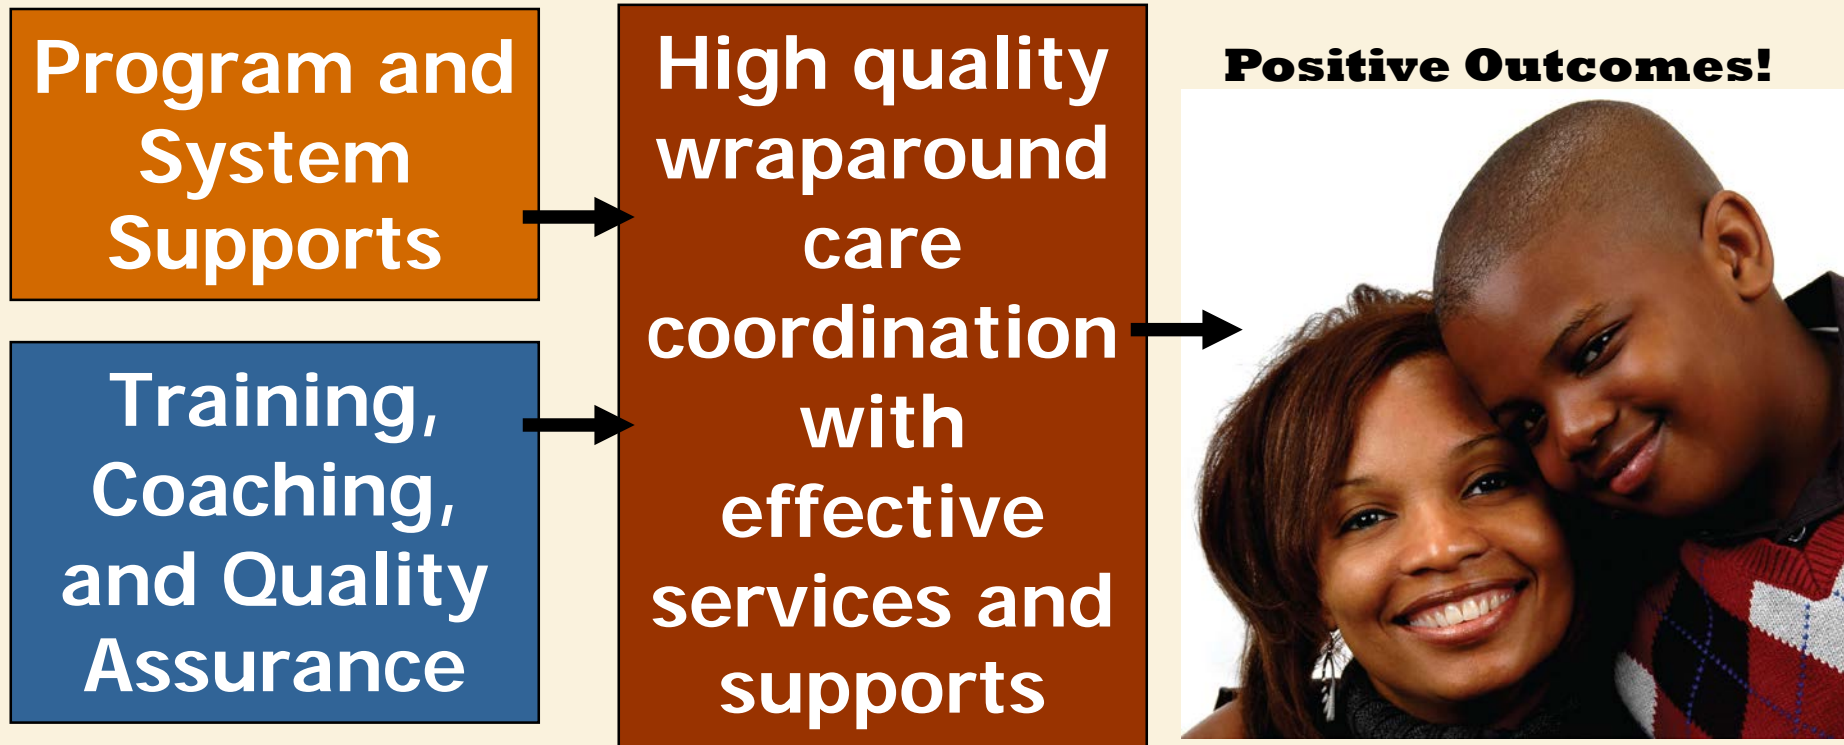 Program and
System
Supports
Training,
Coaching,
and Quality
Assurance
High quality
wraparound
care
coordination
with
effective
services and
supports
Positive Outcomes!